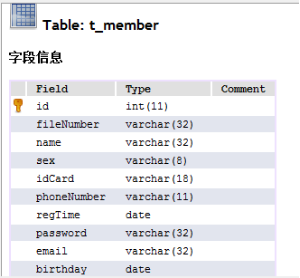 Table: t_member
字段信息
Field Type Comment
id int(11)
fileNumber varchar(32)
name varchar(32)
sex varchar(8)
idCard varchar(18)
phoneNumber varchar(11)
regTime date
password varchar(32)
email varchar(32)
birthday date